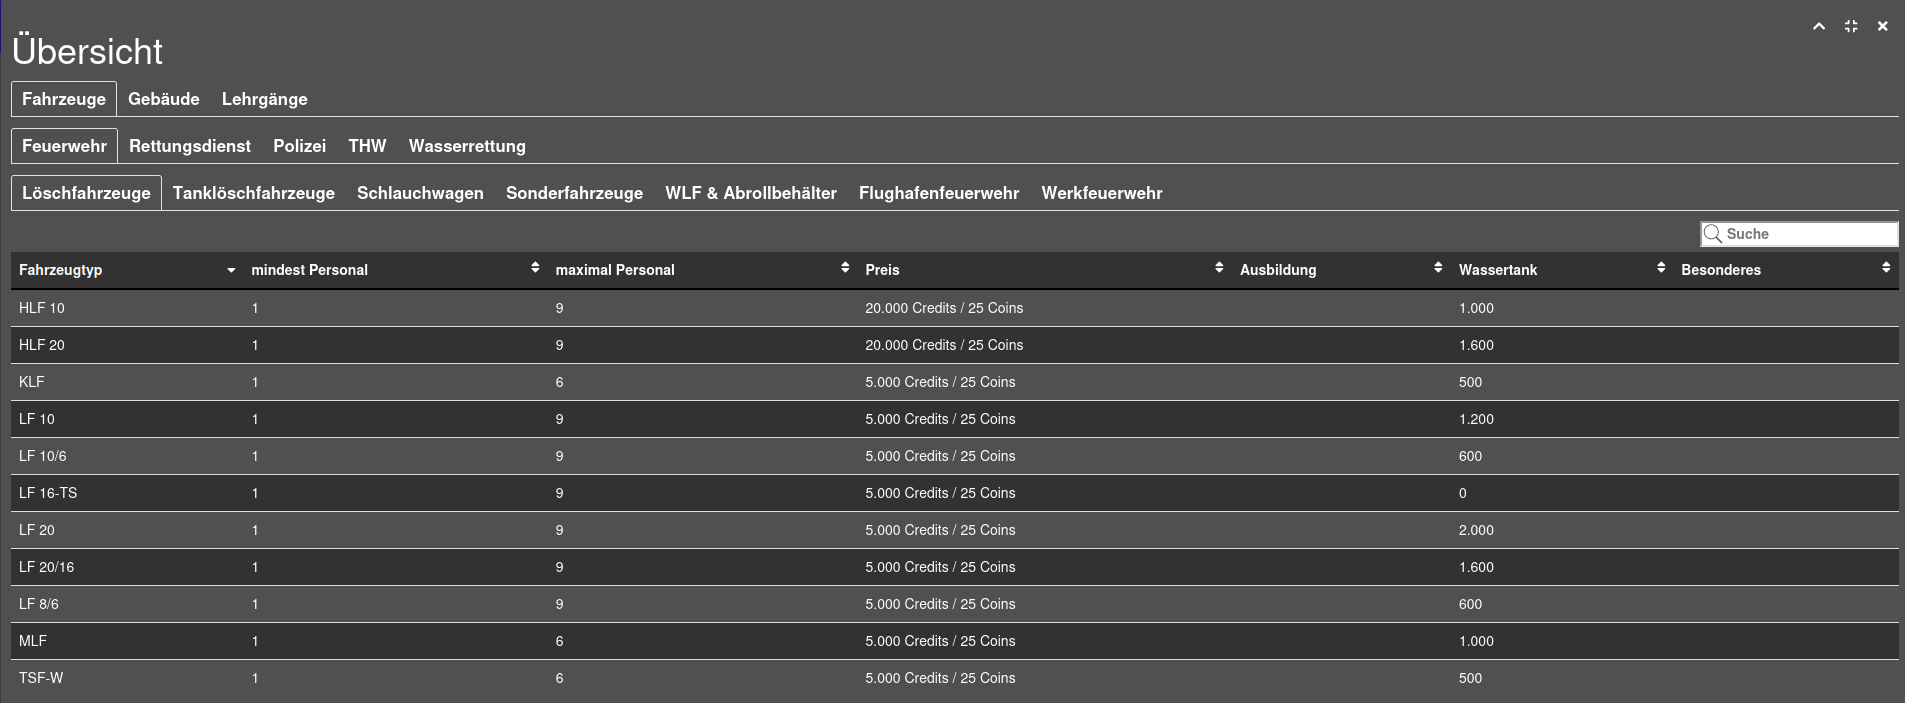 Übersicht
Fahrzeuge Gebäude Lehrgänge
Feuerwehr Rettungsdienst Polizei THW Wasserrettung
Löschfahrzeuge Tanklöschfahrzeuge Schlauchwagen Sonderfahrzeuge WLF & Abrollbehälter Flughafenfeuerwehr Werkfeuerwehr
Suche
Fahrzeugtyp mindest Personal maximal Personal Preis Ausbildung Wassertank Besonderes
HLF 10 1 9 20.000 Credits / 25 Coins 1.000
HLF 20 1 9 20.000 Credits / 25 Coins 1.600
KLF 1 6 5.000 Credits / 25 Coins 500
LF 10 1 9 5.000 Credits / 25 Coins 1.200
LF 10/6 1 9 5.000 Credits / 25 Coins 600
LF 16-TS 1 9 5.000 Credits / 25 Coins 0
LF 20 1 9 5.000 Credits / 25 Coins 2.000
LF 20/16 1 9 5.000 Credits / 25 Coins 1.600
LF 8/6 1 9 5.000 Credits / 25 Coins 600
MLF 1 6 5.000 Credits / 25 Coins 1.000
TSF-W 1 6 5.000 Credits / 25 Coins 500